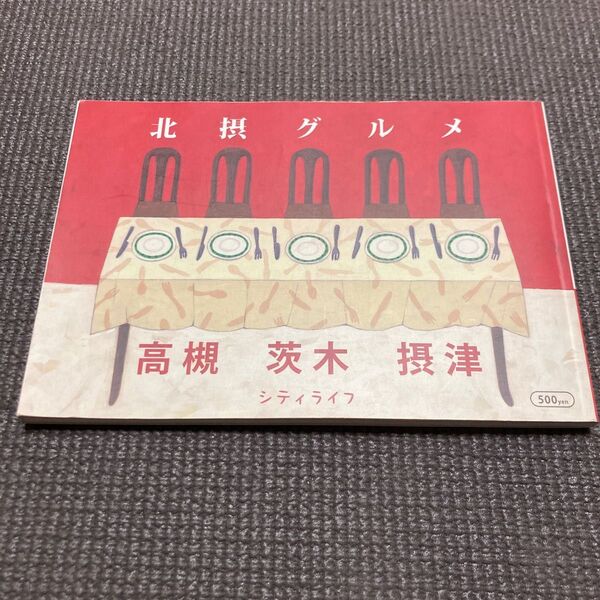 北摂グルメ
高槻 茨木 摂津
シティライフ
500yen